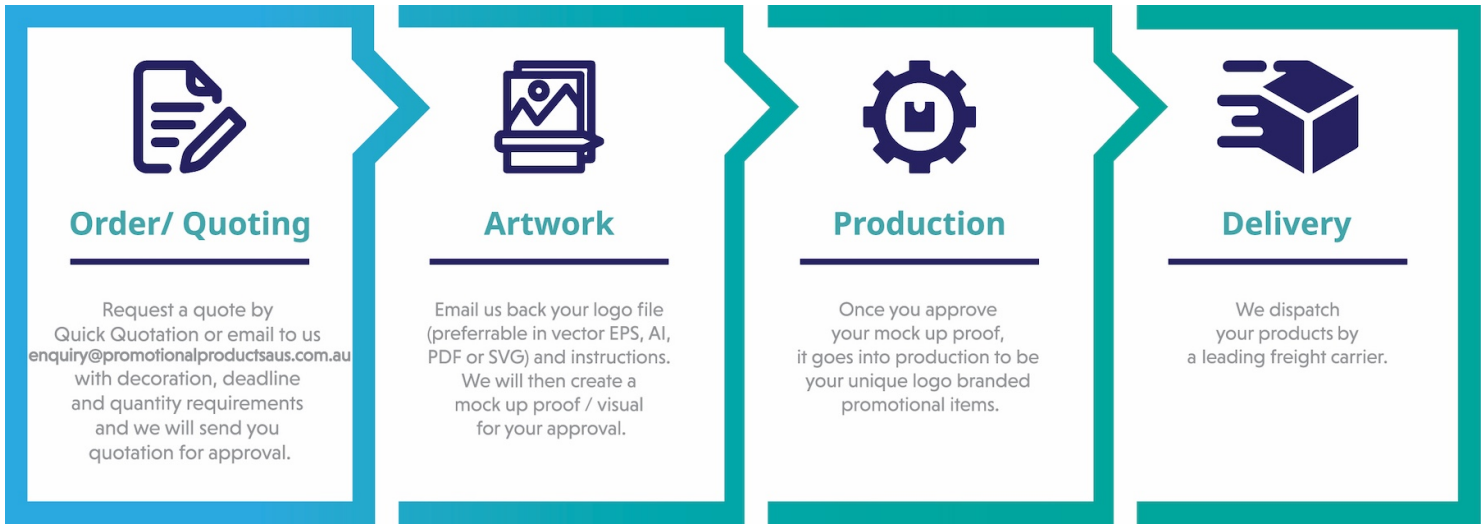 Order/ Quoting
Request a quote by
Quick Quotation or email to us
enquiry@promotionalproductsaus.com.au
with decoration, deadline
and quantity requirements
and we will send you
quotation for approval.
Artwork
Email us back your logo file
(preferrable in vector EPS, AI,
PDF or SVG) and instructions.
We will then create a
mock up proof / visual
for your approval.
Production
Once you approve
your mock up proof,
it goes into production to be
your unique logo branded
promotional items.
Delivery
We dispatch
your products by
a leading freight carrier.